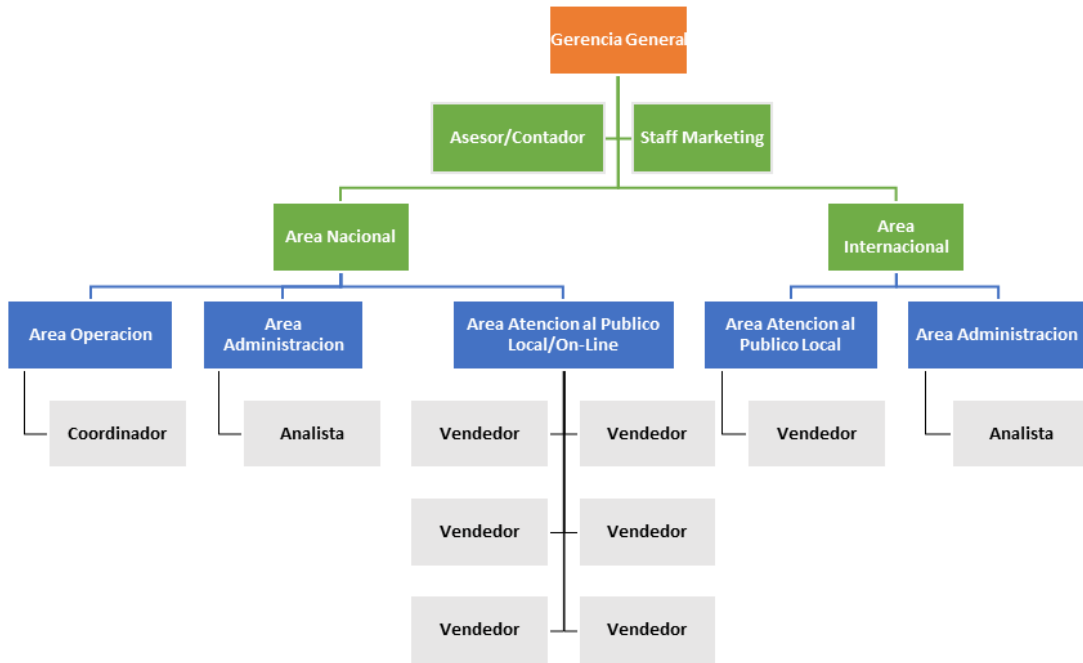 Gerencia General
Asesor/Contador
Staff Marketing
Area Nacional
Area
Internacional
Area Operacion
Area
Administracion
Area Atencion al Publico
Local/On-Line
Area Atencion al
Publico Local
Area Administracion
Coordinador
Analista
Vendedor
Vendedor
Vendedor
Analista
Vendedor
Vendedor
Vendedor
Vendedor